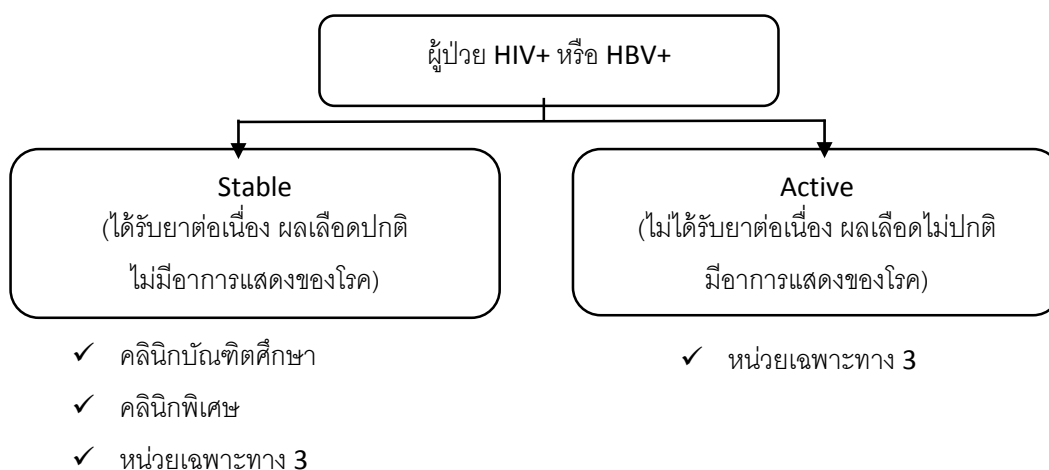 ผู้ป่วย HIV+ หรือ HBV+
Stable
(ได้รับยาต่อเนื่อง ผลเลือดปกติ
ไม่มีอาการแสดงของโรค)
✓ คลินิกบัณฑิตศึกษา
✓ คลินิกพิเศษ
✓ หน่วยเฉพาะทาง 3
Active
(ไม่ได้รับยาต่อเนื่อง ผลเลือดไม่ปกติ
มีอาการแสดงของโรค)
✓ หน่วยเฉพาะทาง 3